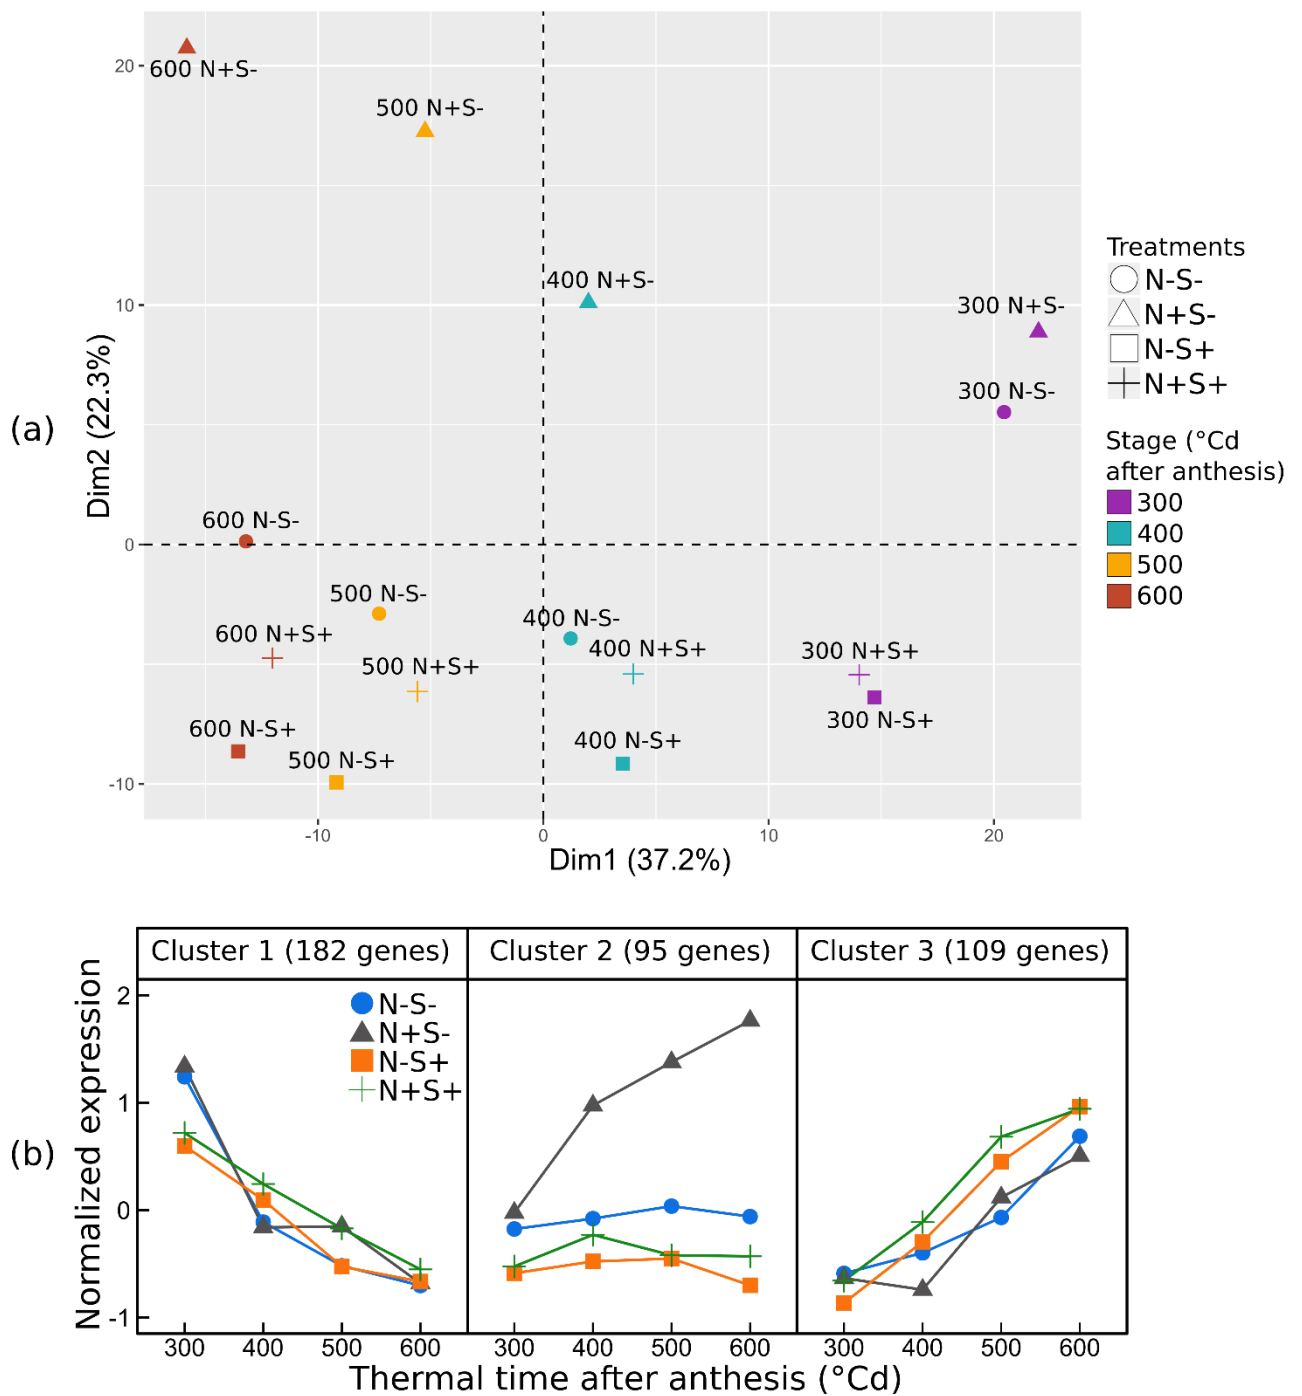 600 N+S-
500 N+S-
400 N+S-
300 N+S-
300 N-S-
600 N-S-
500 N-S-
400 N-S-
600 N+S+
500 N+S+
400 N+S+
300 N+S+
300 N-S+
600 N-S+
500 N-S+
400 N-S+
20
10
0
-10
Dim2 (22.3%)
-10
0
10
20
Dim1 (37.2%)
(a)
Treatments
N-S-
N+S-
N-S+
N+S+
Stage (°Cd
after anthesis)
300
400
500
600
(b)
Cluster 1 (182 genes)
Cluster 2 (95 genes)
Cluster 3 (109 genes)
N-S-
N+S-
N-S+
N+S+
Normalized expression
2
1
0
-1
300 400 500 600
300 400 500 600
300 400 500 600
Thermal time after anthesis (°Cd)